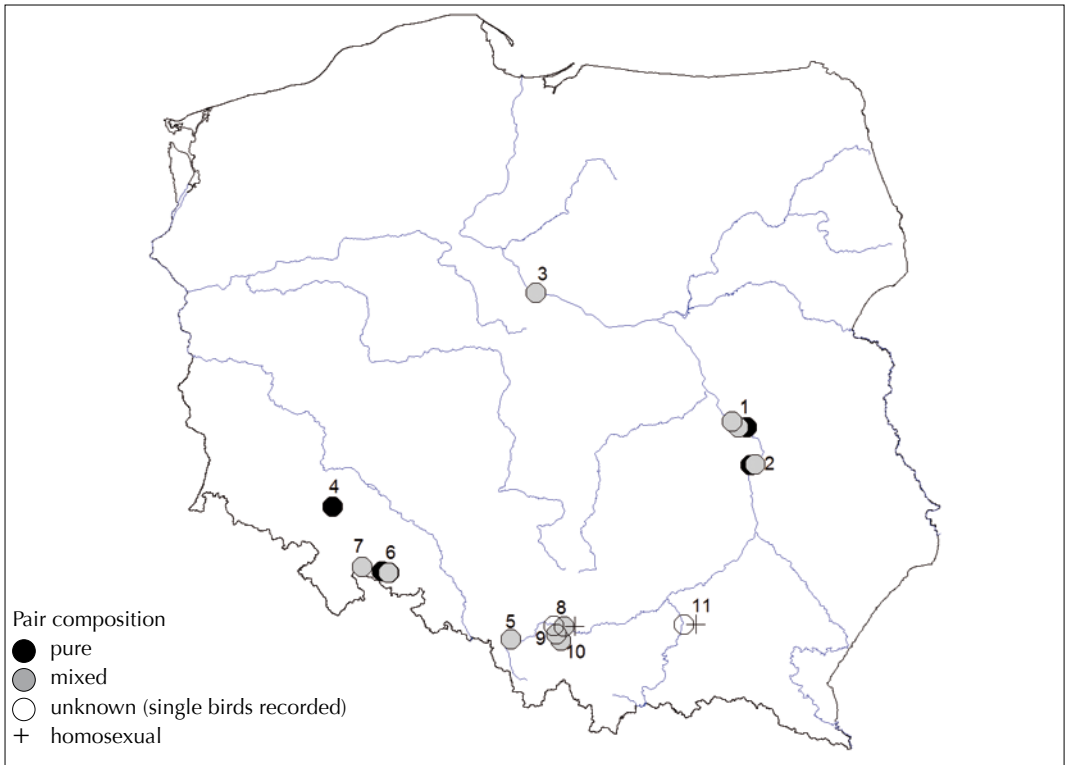 3
1
2
4
7 6
5 8 11
9
10
Pair composition
pure
mixed
unknown (single birds recorded)
+ homosexual